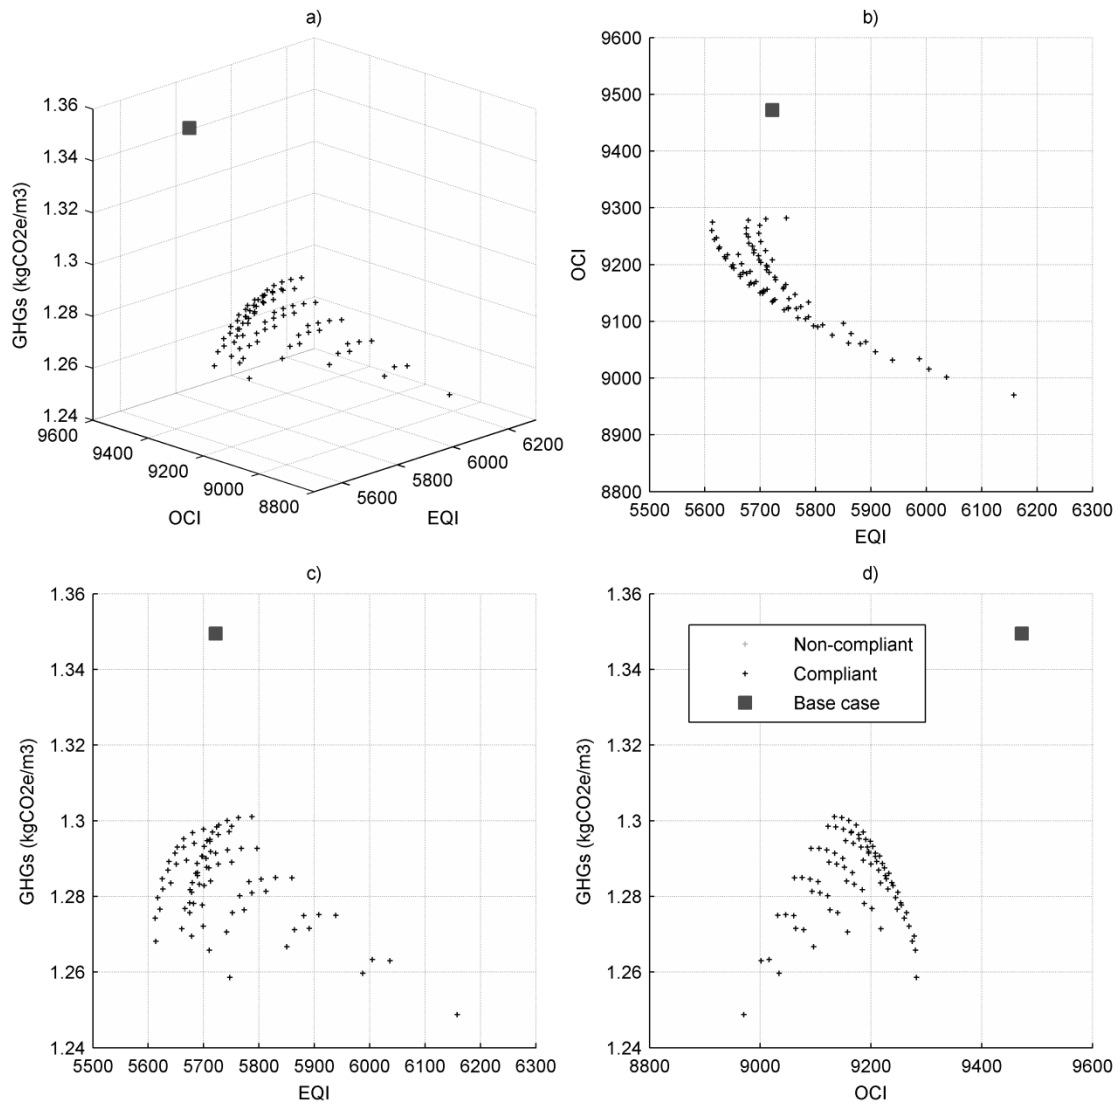 a)
1.36
1.34
1.32
1.3
1.28
1.26
1.24
GHGs (kgCO2e/m3)
9600
9400
9200
9000
8800
OCI
5600
5800
6000
6200
EQI
b)
9600
9500
9400
9300
9200
9100
9000
8900
8800
OCI
5500 5600 5700 5800 5900 6000 6100 6200 6300
EQI
c)
1.36
1.34
1.32
1.3
1.28
1.26
1.24
GHGs (kgCO2e/m3)
5500 5600 5700 5800 5900 6000 6100 6200 6300
EQI
d)
1.36
1.34
1.32
1.3
1.28
1.26
1.24
GHGs (kgCO2e/m3)
Non-compliant
Compliant
Base case
8800 9000 9200 9400 9600
OCI